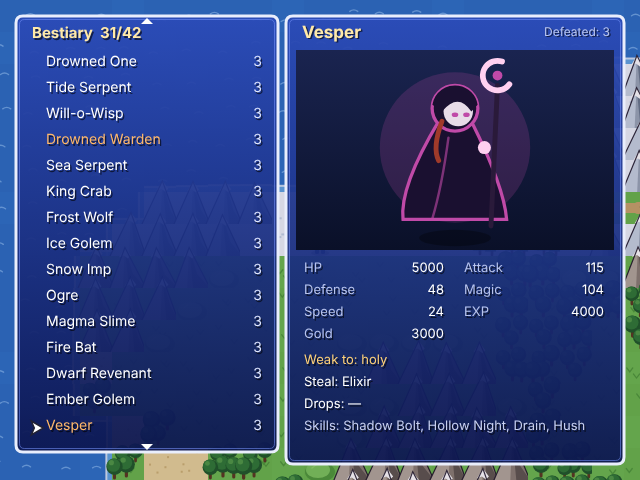 Bestiary 31/42
Drowned One 3
Tide Serpent 3
Will-o-Wisp 3
Drowned Warden 3
Sea Serpent 3
King Crab 3
Frost Wolf 3
Ice Golem 3
Snow Imp 3
Ogre 3
Magma Slime 3
Fire Bat 3
Dwarf Revenant 3
Ember Golem 3
Vesper 3
Vesper Defeated: 3
HP 5000 Attack 115
Defense 48 Magic 104
Speed 24 EXP 4000
Gold 3000
Weak to: holy
Steal: Elixir
Drops: —
Skills: Shadow Bolt, Hollow Night, Drain, Hush